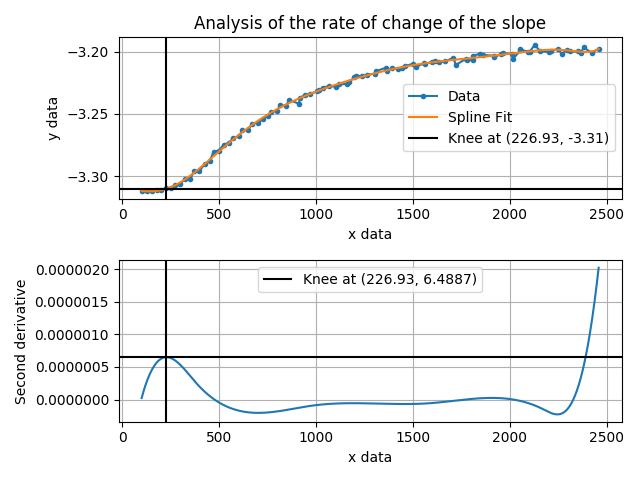 Analysis of the rate of change of the slope
−3.20
−3.25
−3.30
y data
Data
Spline Fit
Knee at (226.93, -3.31)
0 500 1000 1500 2000 2500
x data
0.0000020
0.0000015
0.0000010
0.0000005
0.0000000
Second derivative
Knee at (226.93, 6.4887)
0 500 1000 1500 2000 2500
x data